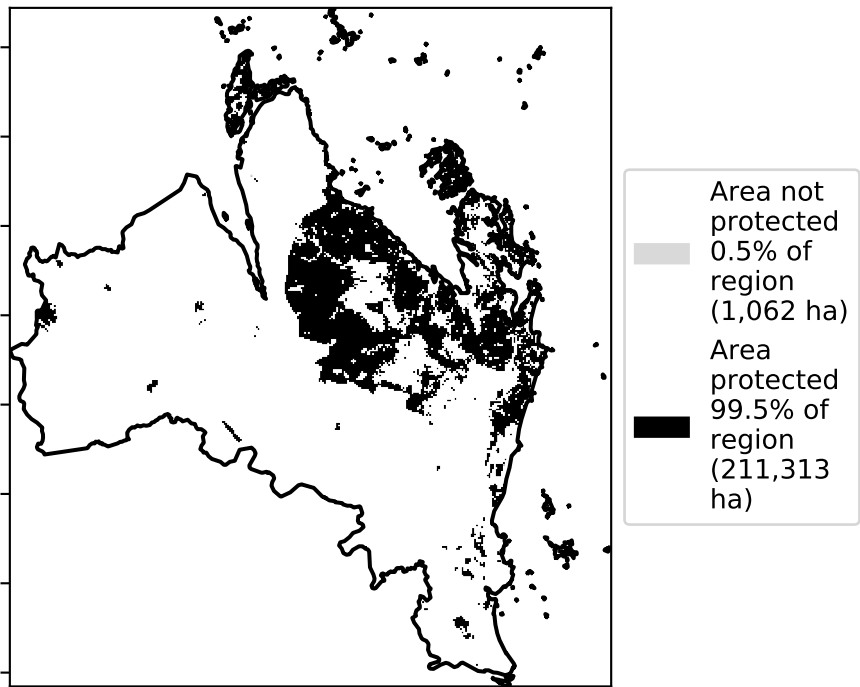 Area not
protected
0.5% of
region
(1,062 ha)
Area
protected
99.5% of
region
(211,313
ha)